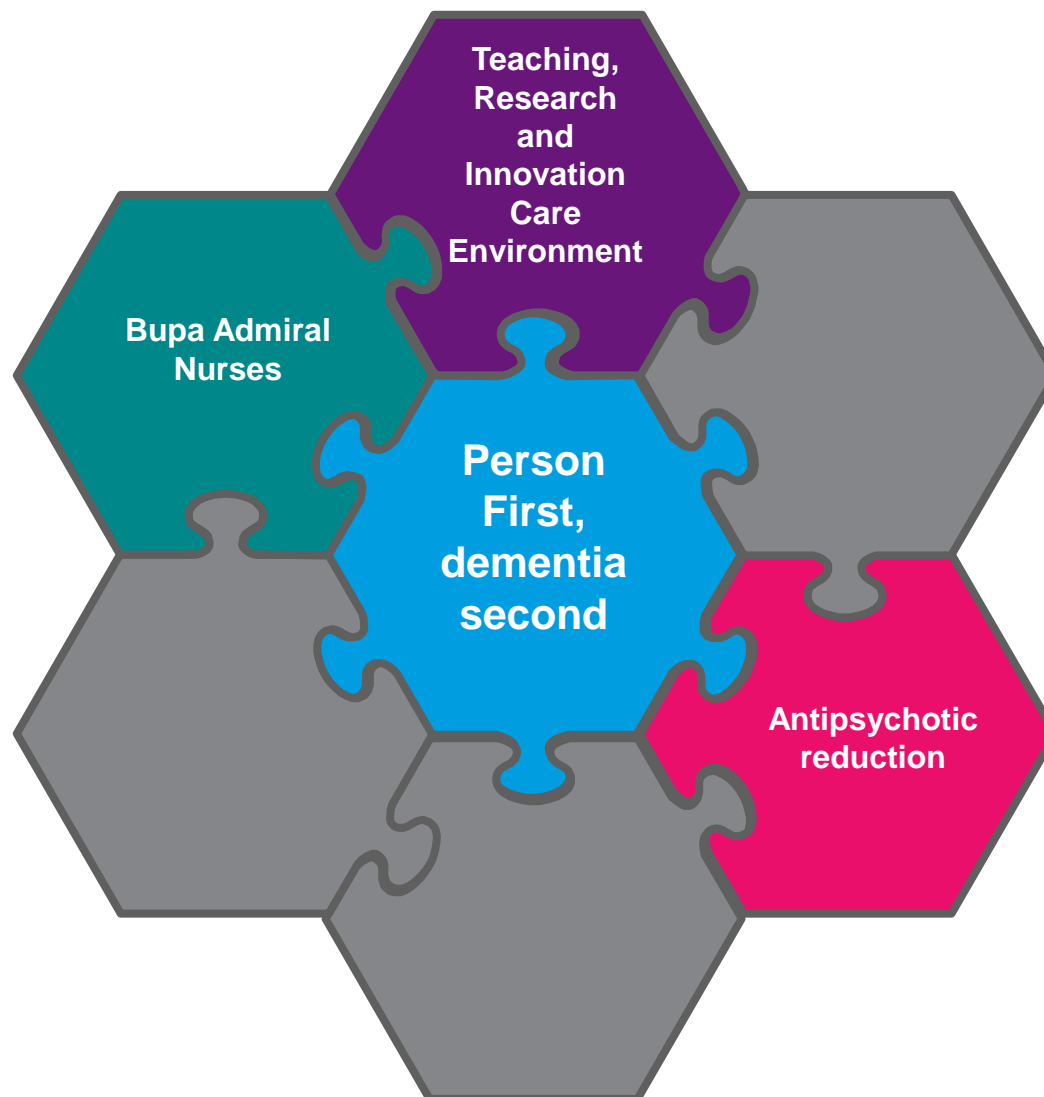 Teaching,
Research
and
Innovation
Care
Environment
Bupa Admiral
Nurses
Person
First,
dementia
second
Antipsychotic
reduction